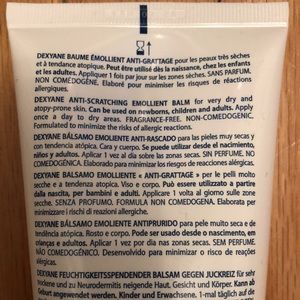 DEXYANE BAUME ÉMOLLIENT ANTI-GRATTAGE pour les peaux très sèches
et à tendance atopique. Peut être utilisé dès la naissance, chez les enfants
et les adultes. Appliquer 1 fois par jour sur les zones sèches. SANS PARFUM.
NON COMEDOGENIC. Elaboré pour minimiser les risques de réactions
allergiques.
DEXYANE ANTI-SCRATCHING EMOLLIENT BALM for very dry and
atopy-prone skin. Can be used on newborns, children and adults. Apply
once a day to dry areas. FRAGRANCE-FREE. NON-COMEDOGENIC.
Formulated to minimize the risks of allergic reactions.
DEXYANE BÁLSAMO EMOLIENTE ANTI-RASCADO para las pieles muy secas y
con tendencia atópica. Cara y cuerpo. Se puede utilizar desde el nacimiento,
niños y adultos. Aplicar 1 vez al día sobre las zonas secas. SIN PERFUME. NO
COMEDOGÉNICA. Elaborado para minimizar los riesgos de reacciones alérgicas.
DEXYANE BALSAMO EMOLLIENTE « ANTI-GRATTAGE » per le pelli molto
secche e a tendenza atopica. Viso e corpo. Può essere utilizzato a partire
dalla nascita, per bambini e adulti. Applicare 1 volta al giorno sulle zone
secche. SENZA PROFUMO. FORMULA NON COMEDOGENA. Elaborata per
minimizzare i rischi di reazioni allergiche.
DEXYANE BÁLSAMO EMOLIENTE ANTIPRURIDO para pele muito seca e de
tendência atópica. Rosto e corpo. Pode ser usado desde o nascimento, em
crianças e adultos. Aplicar 1 vez por dia nas zonas secas. SEM PERFUME.
NÃO COMEDOGÉNICO. Desenvolvido para minimizar o risco de reações
alérgicas.
DEXYANE FEUCHTIGKEITSSPENDENDER BALSAM GEGEN JUCKREIZ für sehr
trockene und zu Neurodermitis neigende Haut. Gesicht und Körper. Kann ab
Geburt angewendet werden. Kinder und Erwachsene. 1-mal täglich auf die